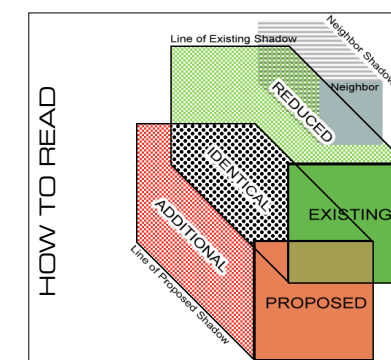 HOW TO READ
Line of Existing Shadow
Neighbor Shadow
Neighbor
REDUCED
IDENTICAL
EXISTING
ADDITIONAL
PROPOSED
Line of Proposed Shadow